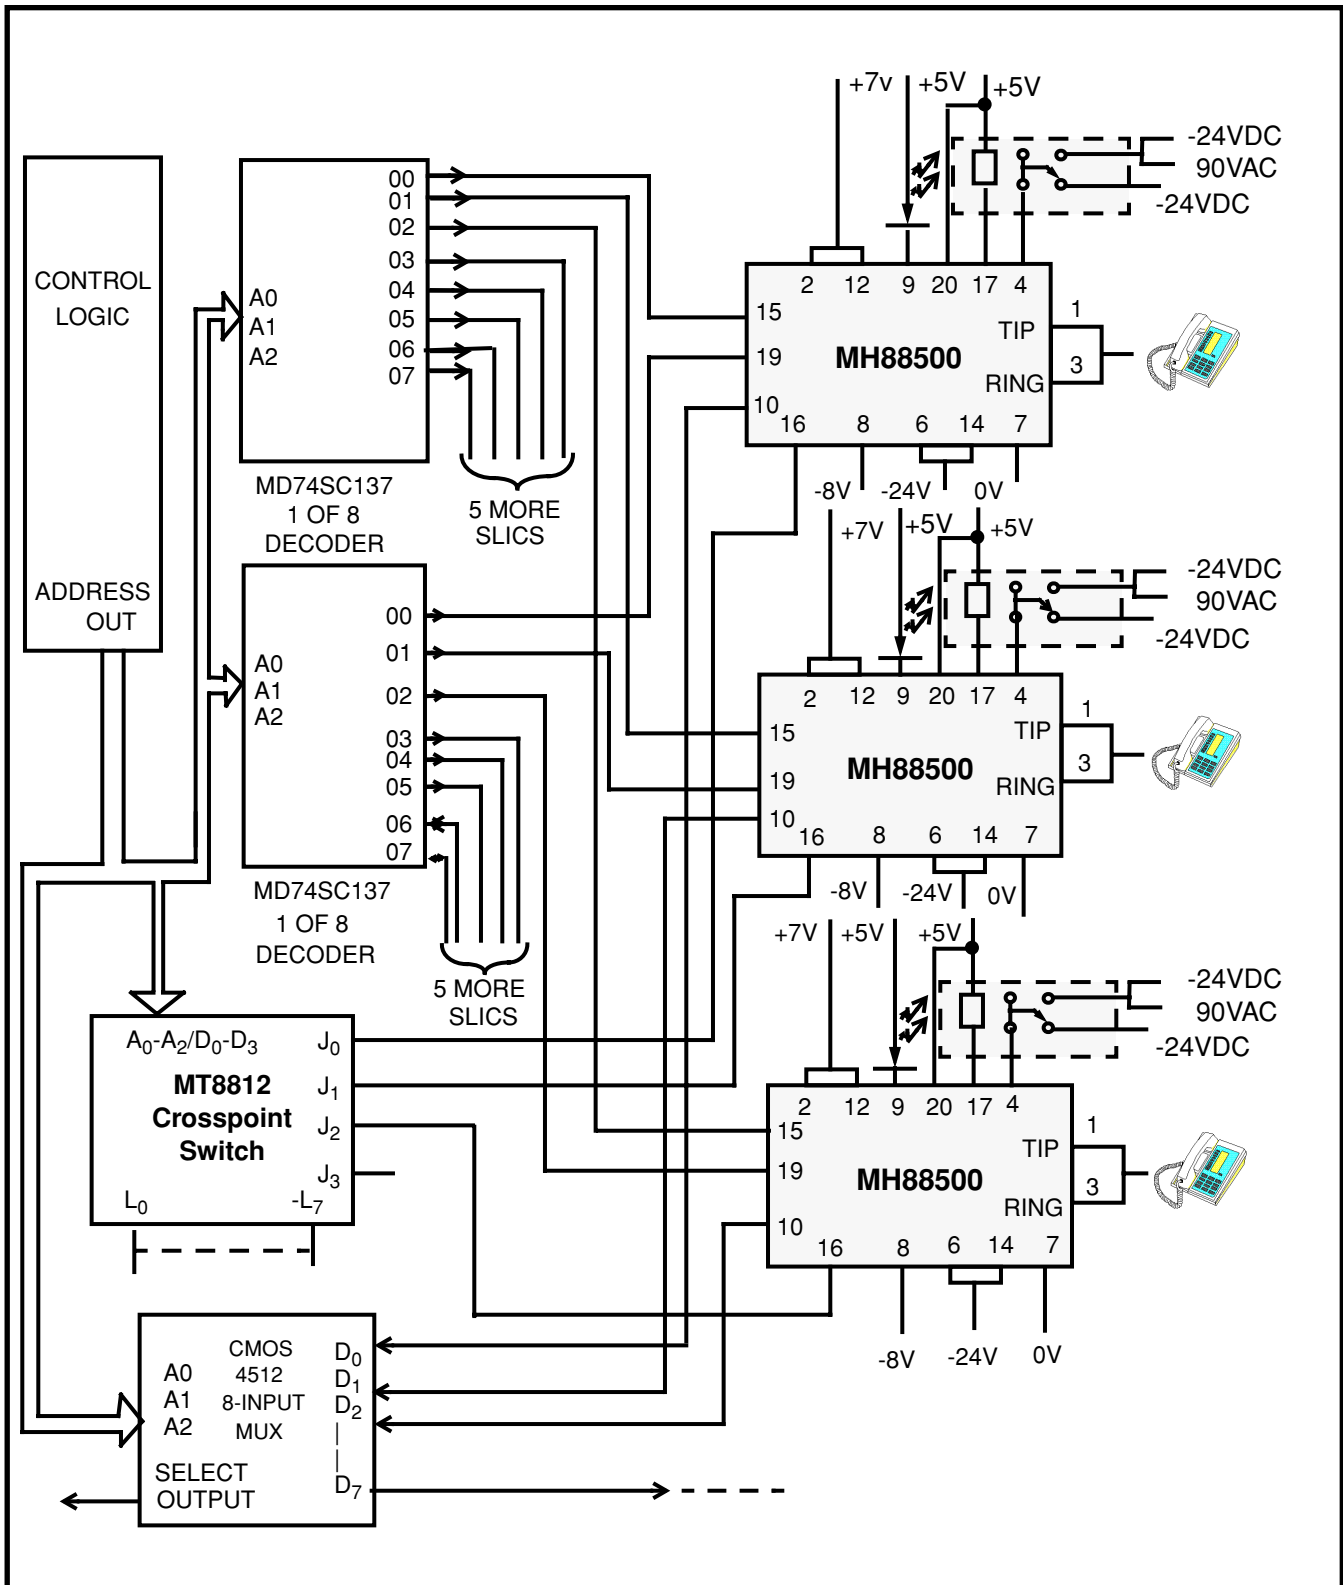 CONTROL
LOGIC
ADDRESS
OUT
A0
A1
A2
00
01
02
03
04
05
06
07
MD74SC137
1 OF 8
DECODER
5 MORE
SLICS
A0
A1
A2
00
01
02
03
04
05
06
07
MD74SC137
1 OF 8
DECODER
5 MORE
SLICS
A0-A2/D0-D3
MT8812
Crosspoint
Switch
J0
J1
J2
J3
L0 -L7
CMOS
4512
8-INPUT
MUX
A0
A1
A2
D0
D1
D2
|
|
D7
SELECT
OUTPUT
+7v +5V +5V
-24VDC
90VAC
-24VDC
2 12 9 20 17 4
15
19
10
MH88500
TIP
RING
1
3
16 8 6 14 7
-8V -24V 0V
+7V +5V +5V
-24VDC
90VAC
-24VDC
2 12 9 20 17 4
15
19
10
MH88500
TIP
RING
1
3
16 8 6 14 7
-8V -24V 0V
+7V +5V +5V
-24VDC
90VAC
-24VDC
2 12 9 20 17 4
15
19
10
MH88500
TIP
RING
1
3
16 8 6 14 7
-8V -24V 0V